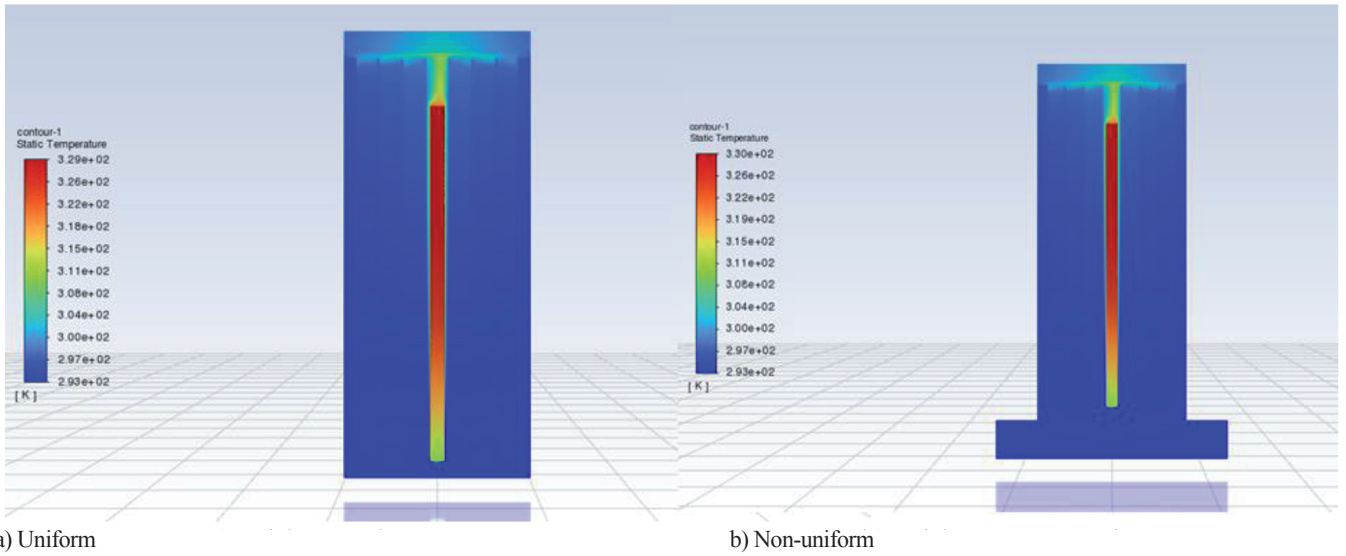 contour-1
Static Temperature
3.29e+02
3.26e+02
3.22e+02
3.18e+02
3.15e+02
3.11e+02
3.08e+02
3.04e+02
3.00e+02
2.97e+02
2.93e+02
[ K ]
contour-1
Static Temperature
3.30e+02
3.26e+02
3.22e+02
3.19e+02
3.15e+02
3.11e+02
3.08e+02
3.04e+02
3.00e+02
2.97e+02
2.93e+02
[ K ]
a) Uniform
b) Non-uniform